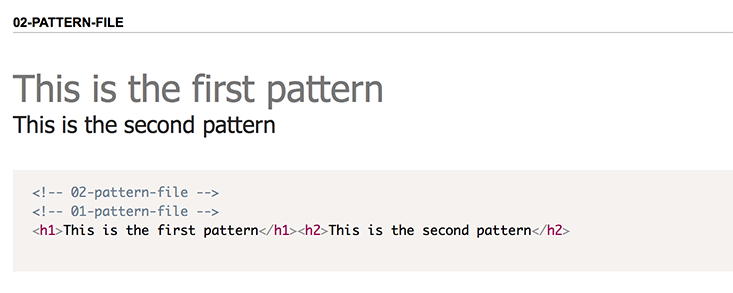 02-PATTERN-FILE
This is the first pattern
This is the second pattern
<!-- 02-pattern-file -->
<!-- 01-pattern-file -->
<h1>This is the first pattern</h1><h2>This is the second pattern</h2>